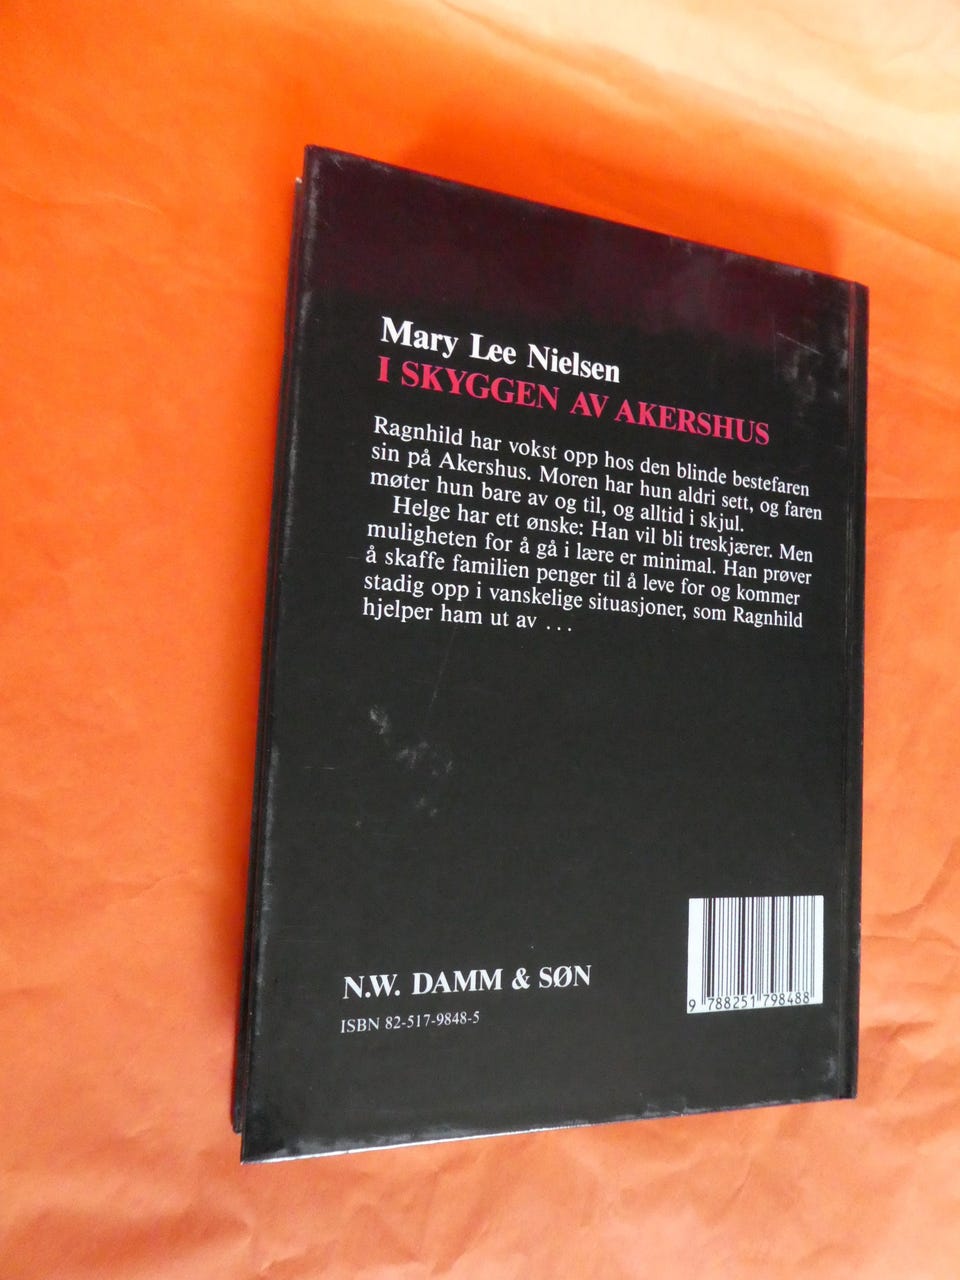 Mary Lee Nielsen
I SKYGGEN AV AKERSHUS
Ragnhild har vokst opp hos den blinde bestefaren
sin på Akershus. Moren har hun aldri sett, og faren
møter hun bare av og til, og alltid i skjul.
Helge har ett ønske: Han vil bli treskjærer. Men
muligheten for å gå i lære er minimal. Han prøver
å skaffe familien penger til å leve for og kommer
stadig opp i vanskelige situasjoner, som Ragnhild
hjelper ham ut av ...
N.W. DAMM & SØN
ISBN 82-517-9848-5
9 788251 798488